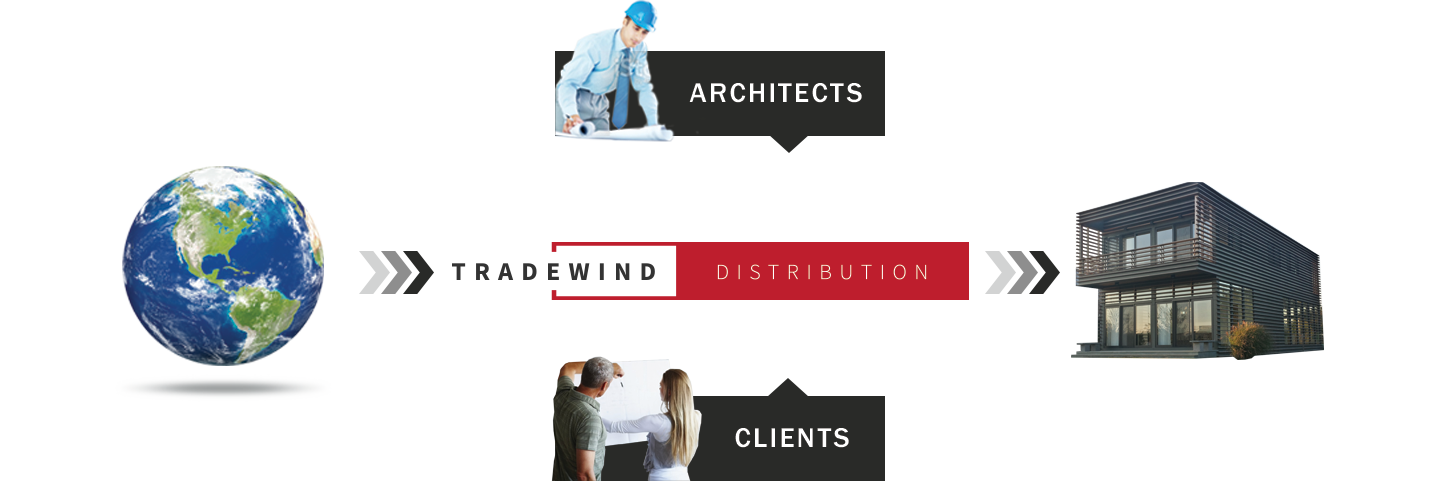 ARCHITECTS
TRADEWIND DISTRIBUTION
CLIENTS